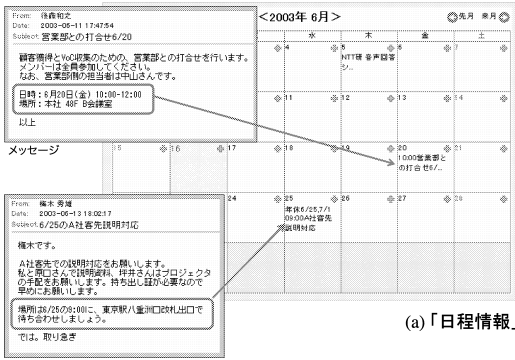 From: 後藤和之
Date: 2003-06-11 17:47:54
Subject: 営業部との打合せ6/20
顧客獲得とVoC収集のための、営業部との打合せを行います。
メンバーは全員参加してください。
なお、営業部側の担当者は中山さんです。
日時：6月20日(金) 10:00-12:00
場所：本社 48F B会議室
以上
メッセージ
From: 楠木 秀雄
Date: 2003-06-13 18:02:17
Subject: 6/25のA社客先説明対応
楠木です。
A社客先での説明対応をお願いします。
私と原口さんで説明資料、坪井さんはプロジェクタ
の手配をお願いします。持ち出し証が必要なので
早めにお願いします。
場所は6/25の9:00に、東京駅八重洲口改札出口で
待ち合わせしましょう。
では。取り急ぎ
<2003年 6月>
先月 来月
水 木 金 土
4 5 6 7
NTT研 音声回答
シ...
11 12 13 14
15 16 17 18 19 20 21
10:00営業部と
の打合せ6/...
24 25 26 27 28
年休6/25,7/1
09:00A社客先
説明対応
(a)「日程情報」